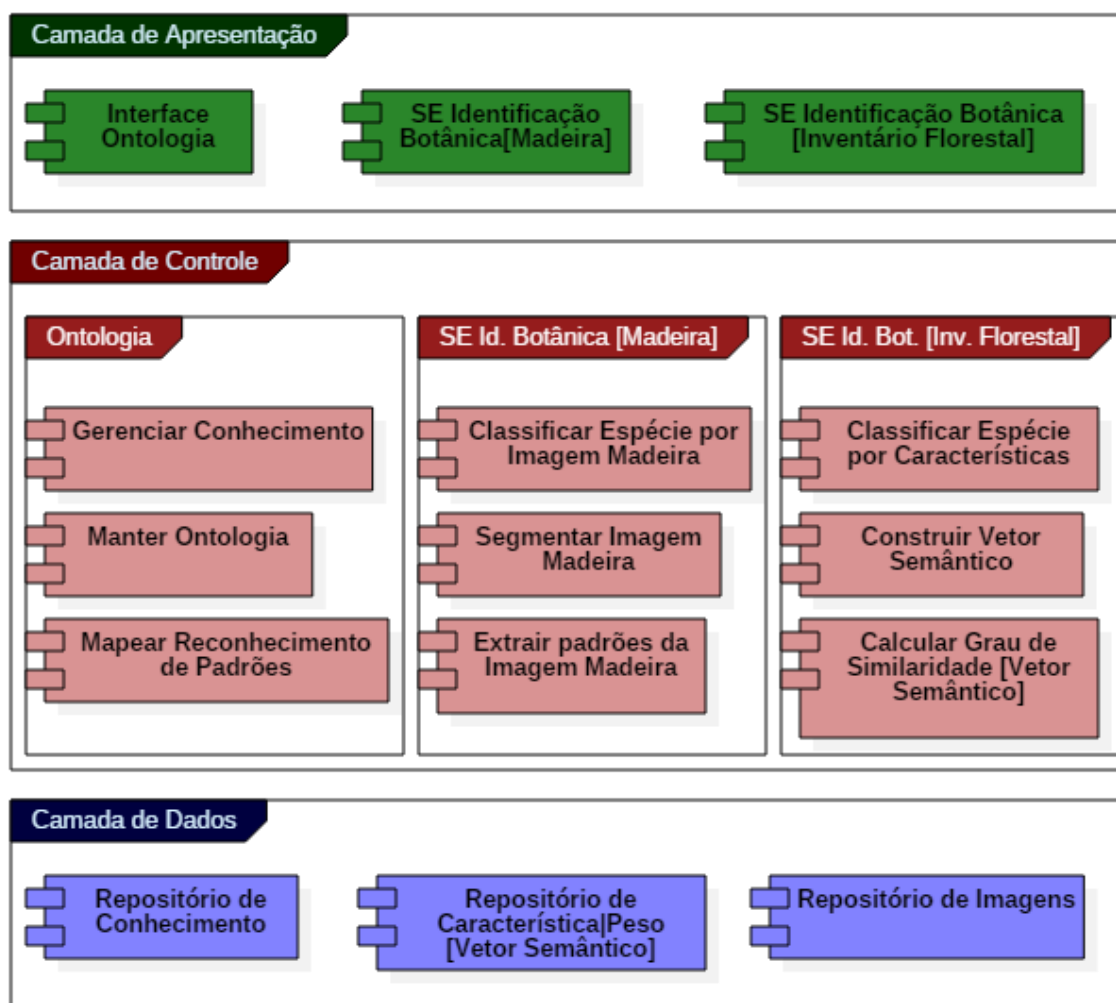 Camada de Apresentação
Interface
Ontologia
SE Identificação
Botânica[Madeira]
SE Identificação Botânica
[Inventário Florestal]
Camada de Controle
Ontologia
Gerenciar Conhecimento
Manter Ontologia
Mapear Reconhecimento
de Padrões
SE Id. Botânica [Madeira]
Classificar Espécie por
Imagem Madeira
Segmentar Imagem
Madeira
Extrair padrões da
Imagem Madeira
SE Id. Bot. [Inv. Florestal]
Classificar Espécie
por Características
Construir Vetor
Semântico
Calcular Grau de
Similaridade [Vetor
Semântico]
Camada de Dados
Repositório de
Conhecimento
Repositório de
Característica|Peso
[Vetor Semântico]
Repositório de Imagens